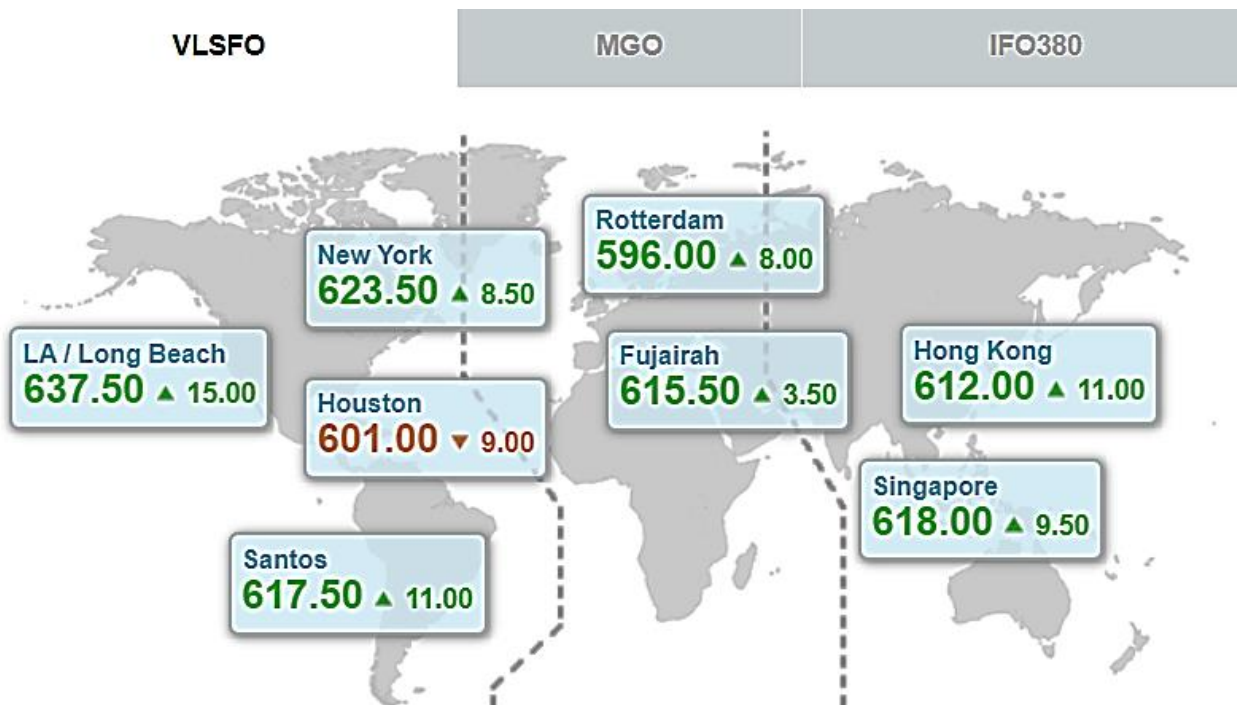 VLSFO MGO IFO380
Rotterdam
596.00 ▲ 8.00
New York
623.50 ▲ 8.50
LA / Long Beach
637.50 ▲ 15.00
Fujairah
615.50 ▲ 3.50
Hong Kong
612.00 ▲ 11.00
Houston
601.00 ▼ 9.00
Singapore
618.00 ▲ 9.50
Santos
617.50 ▲ 11.00